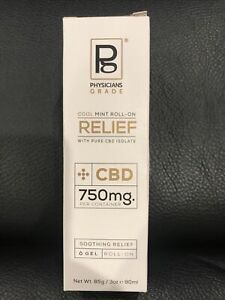 Pg®
PHYSICIANS
GRADE
COOL MINT ROLL-ON
RELIEF
WITH PURE CBD ISOLATE
CBD
750mg.
PER CONTAINER
SOOTHING RELIEF
GEL ROLL-ON
Net Wt. 85g / 3oz ℮ 90ml